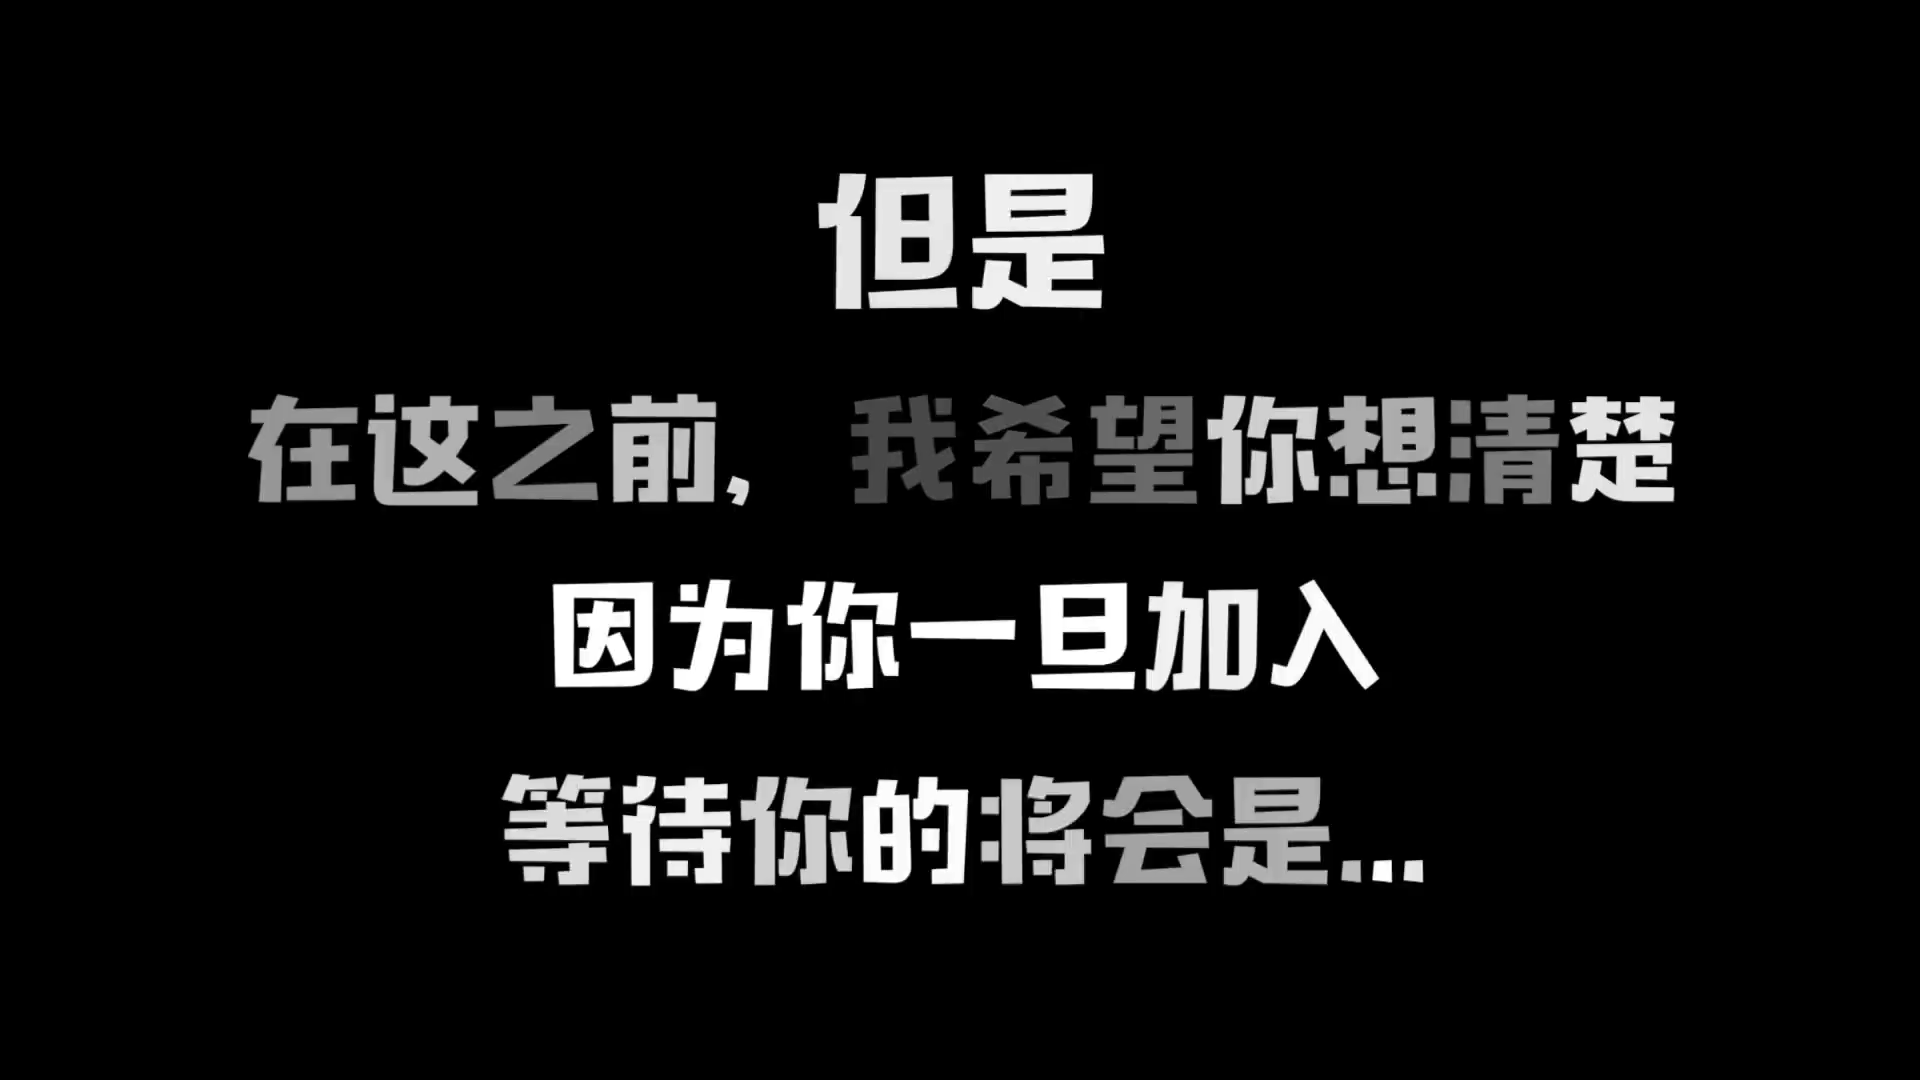 但是
在这之前，我希望你想清楚
因为你一旦加入
等待你的将会是...